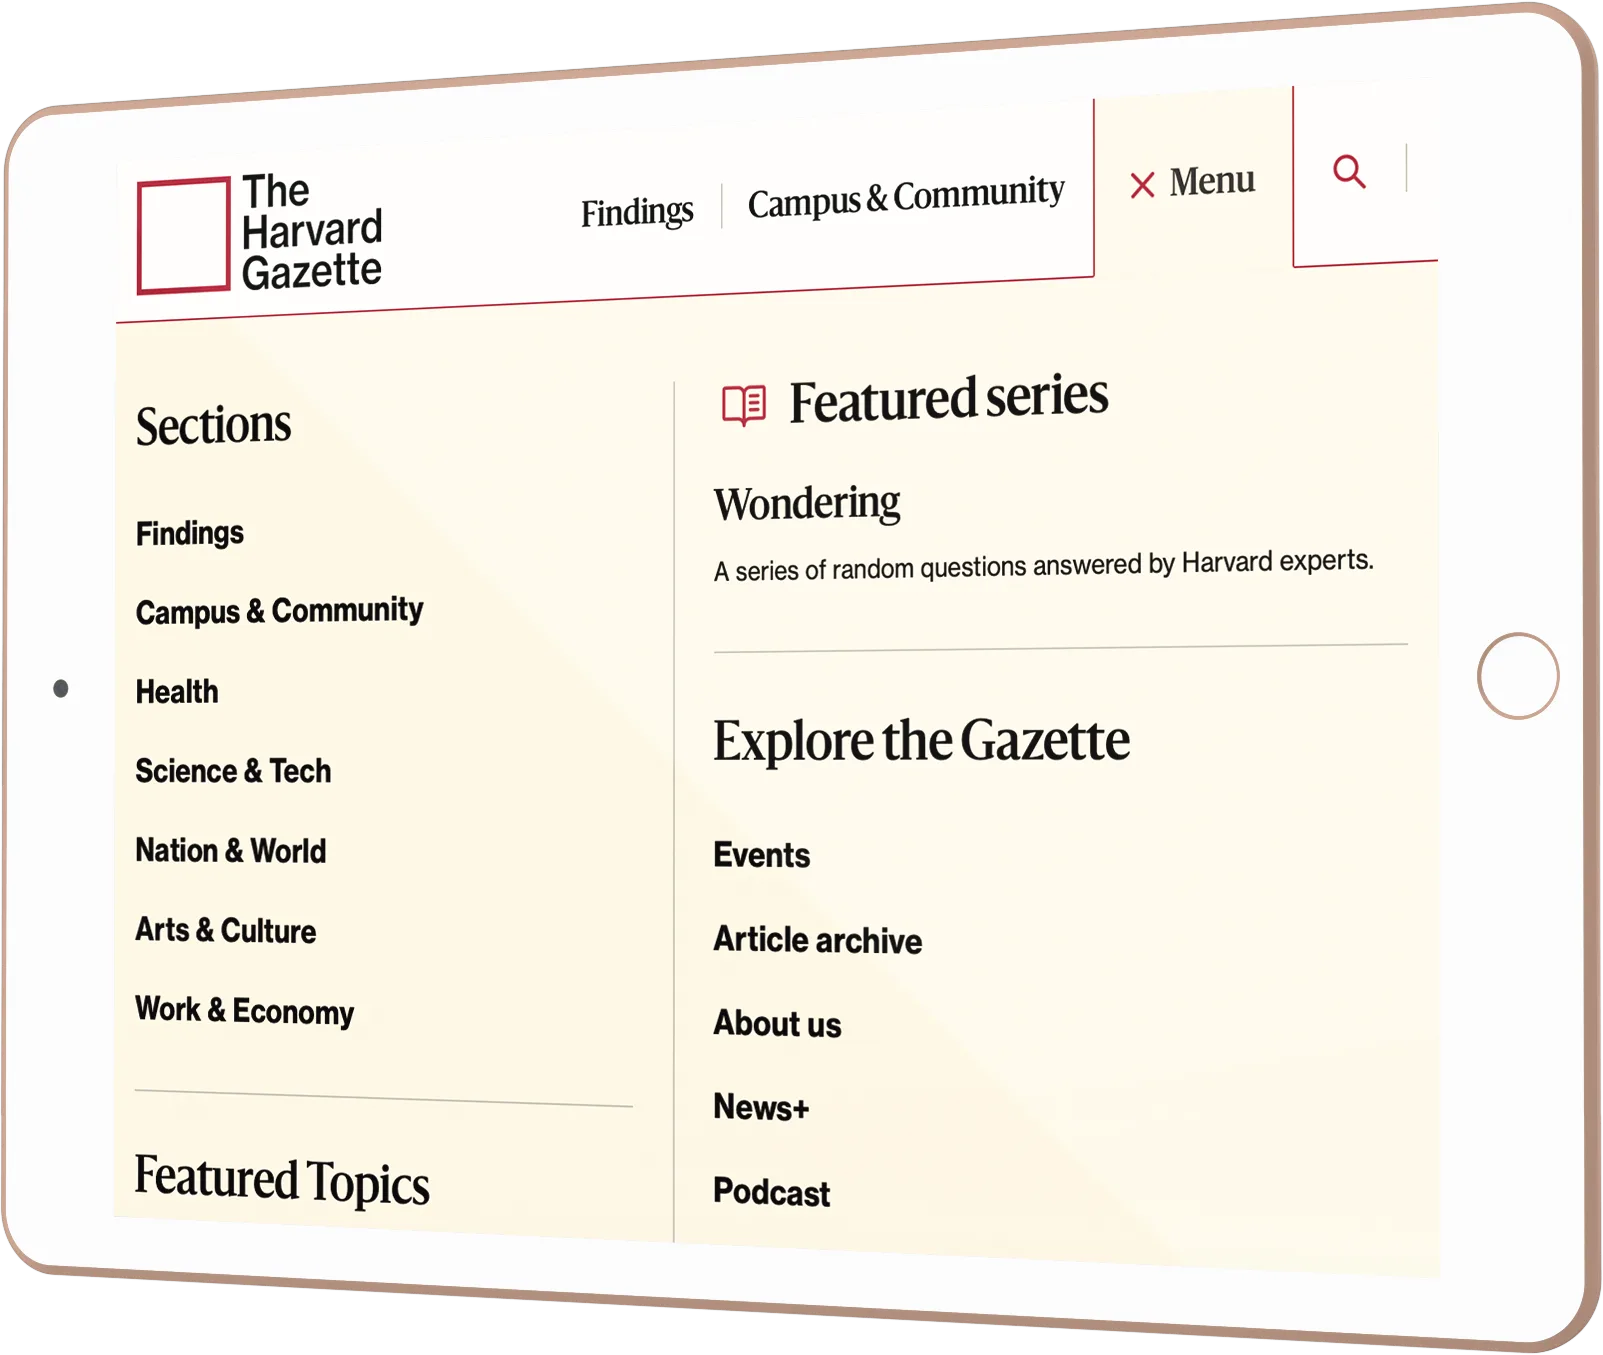 The
Harvard
Gazette
Findings
Campus & Community
Menu
Sections
Findings
Campus & Community
Health
Science & Tech
Nation & World
Arts & Culture
Work & Economy
Featured Topics
Featured series
Wondering
A series of random questions answered by Harvard experts.
Explore the Gazette
Events
Article archive
About us
News+
Podcast